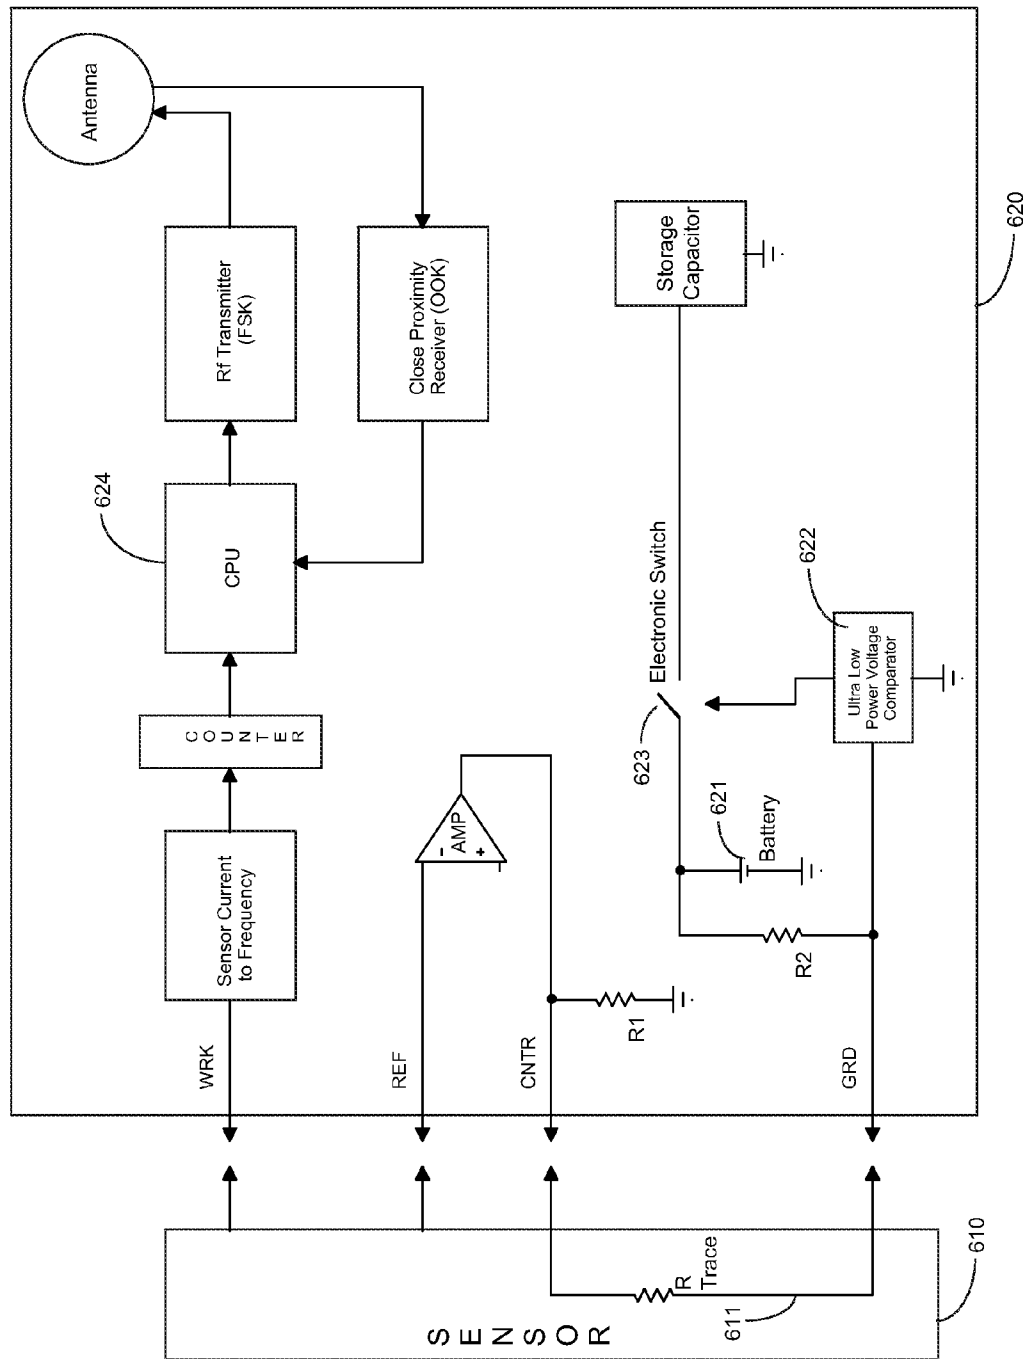 SENSOR
R
Trace
611
610
WRK
REF
CNTR
GRD
Sensor Current
to Frequency
COUNTER
CPU
624
Rf Transmitter
(FSK)
Close Proximity
Receiver (OOK)
Antenna
-
AMP
+
R1
R2
621
Battery
623
Electronic Switch
Storage
Capacitor
622
Ultra Low
Power Voltage
Comparator
620